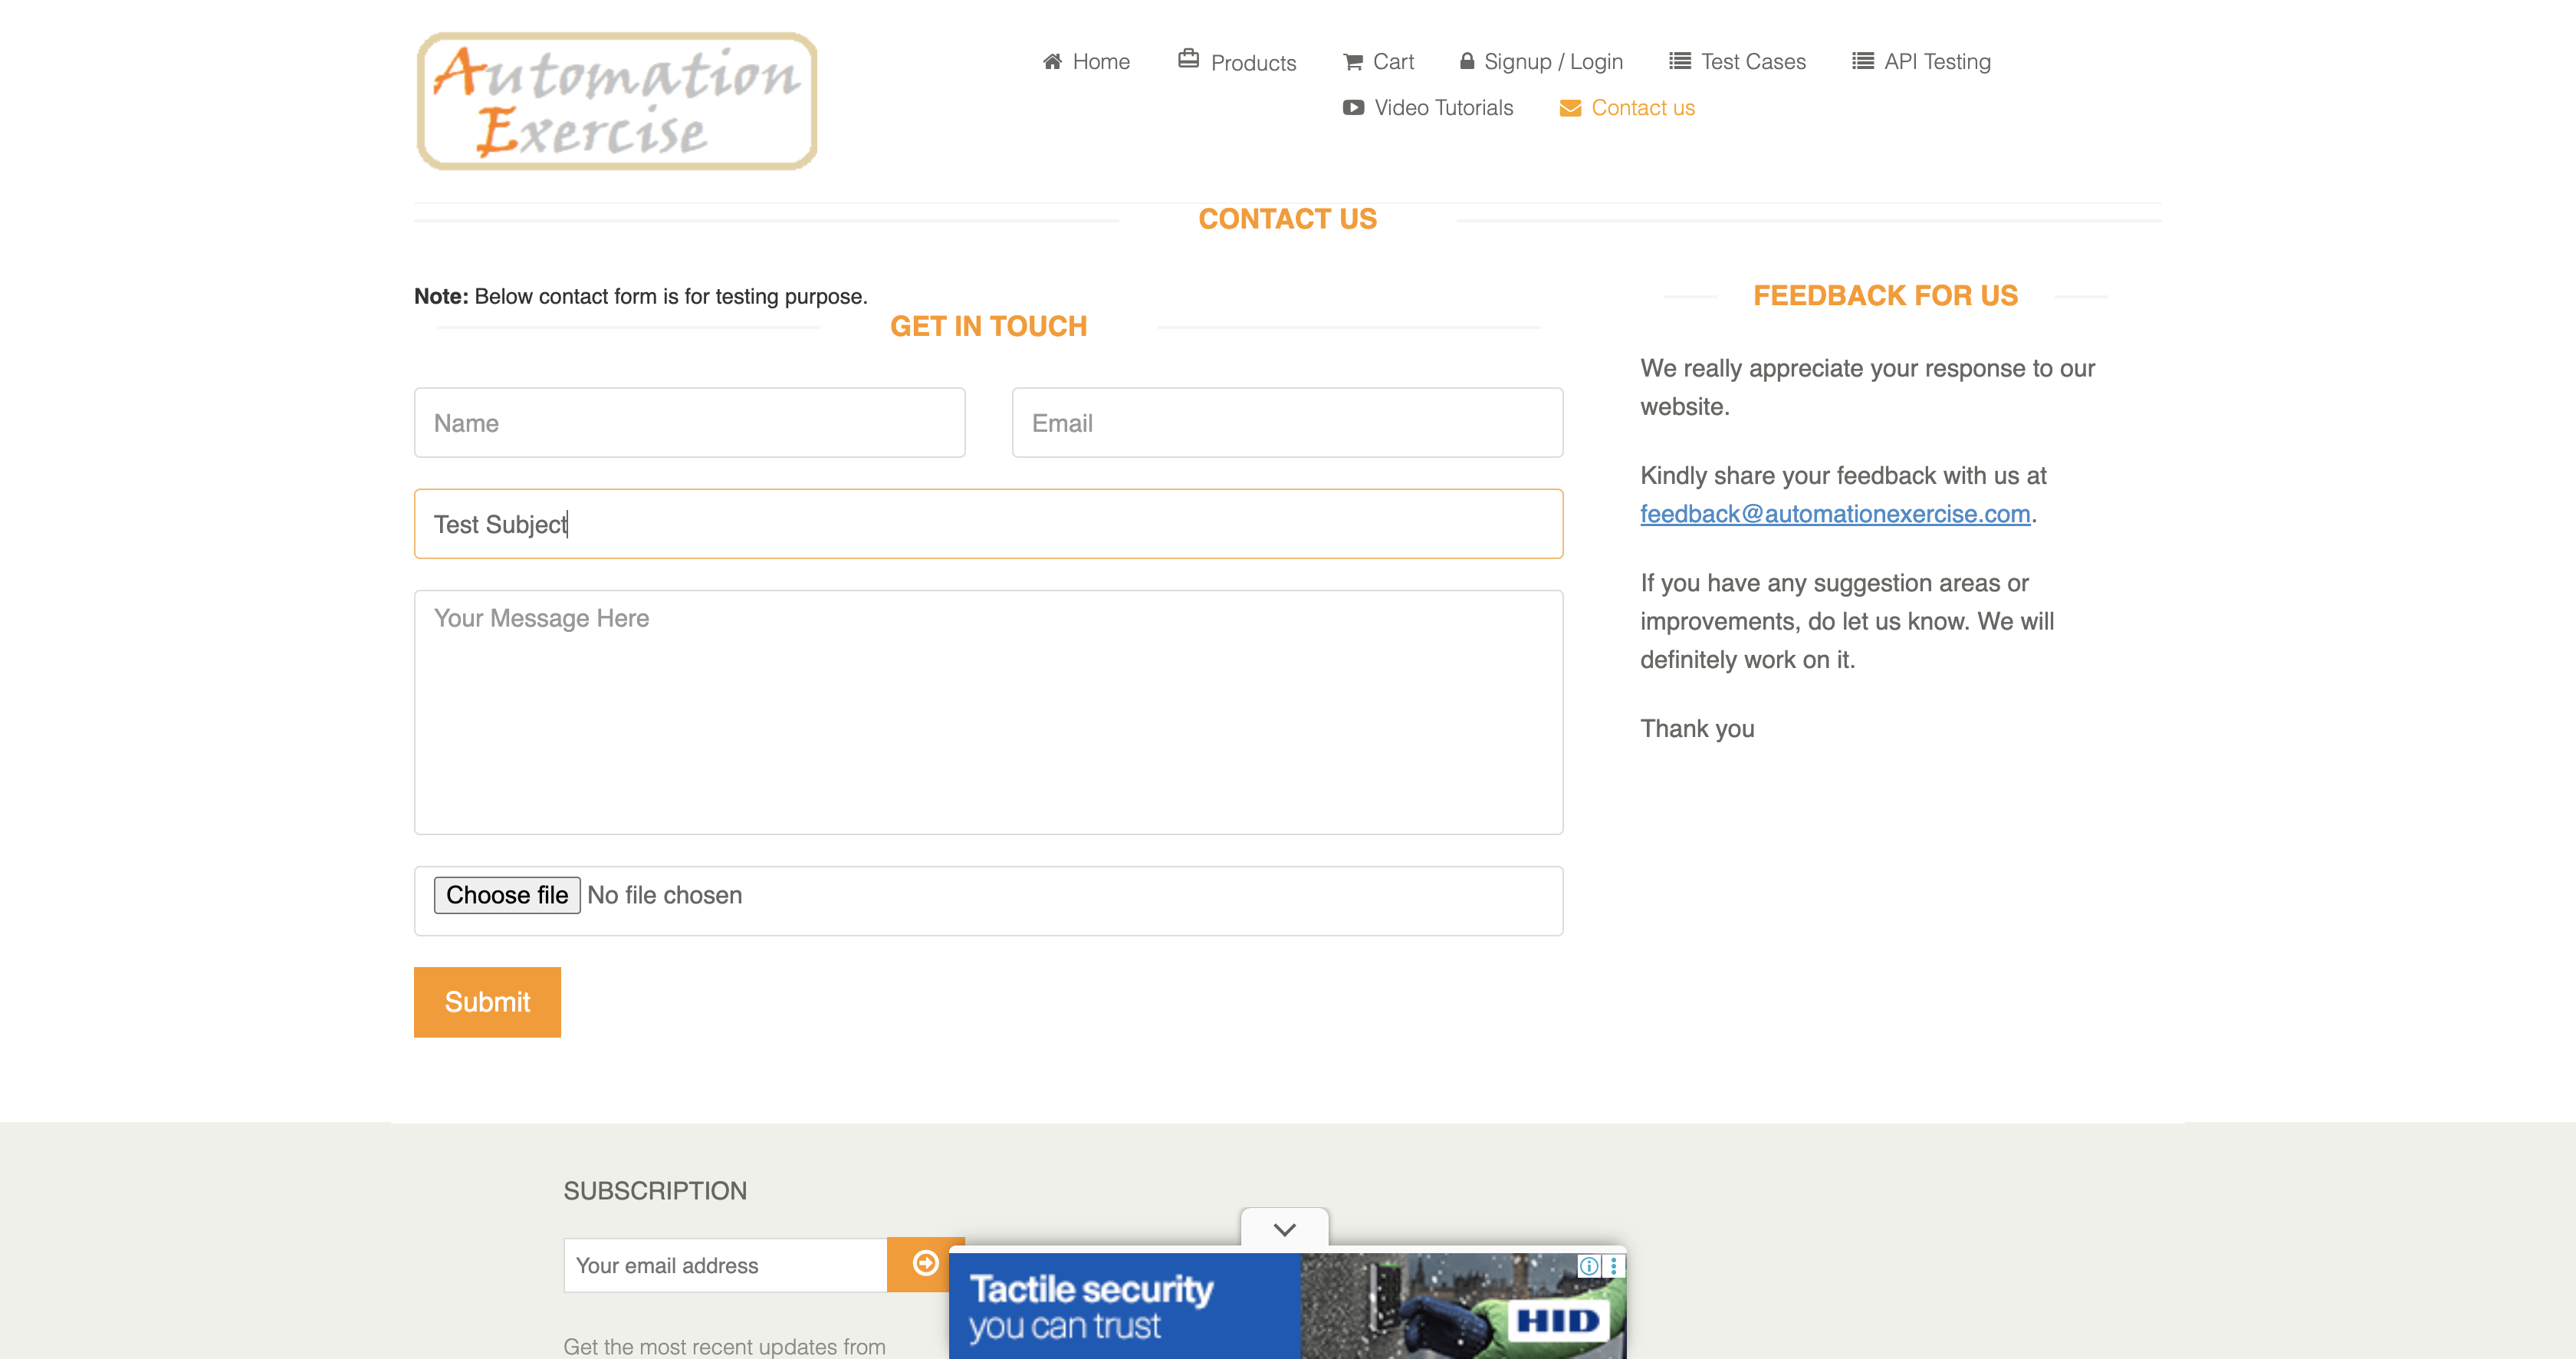 Automation
Exercise
Home
Products
Cart
Signup / Login
Test Cases
API Testing
Video Tutorials
Contact us
CONTACT US
Note: Below contact form is for testing purpose.
GET IN TOUCH
Name
Email
Test Subject
Your Message Here
Choose file No file chosen
Submit
FEEDBACK FOR US
We really appreciate your response to our
website.
Kindly share your feedback with us at
feedback@automationexercise.com.
If you have any suggestion areas or
improvements, do let us know. We will
definitely work on it.
Thank you
SUBSCRIPTION
Your email address
Get the most recent updates from
Tactile security
you can trust
HID